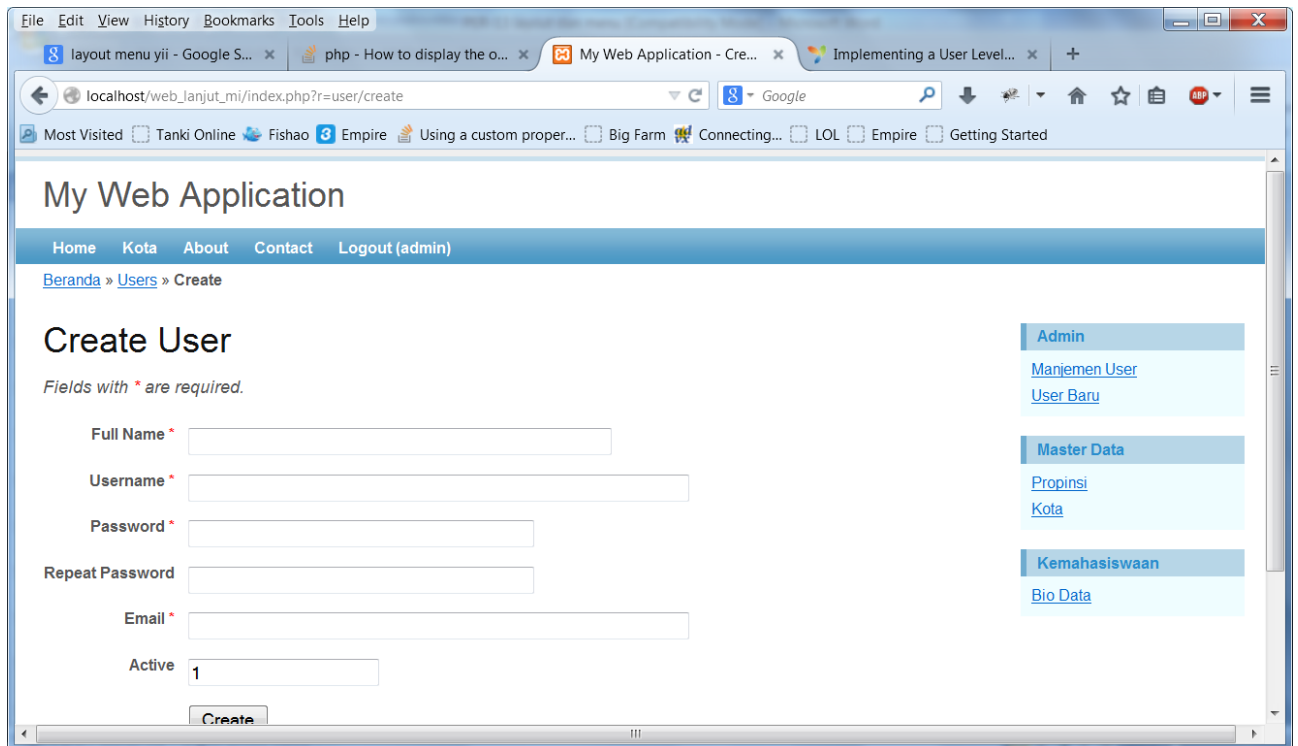 File Edit View History Bookmarks Tools Help
layout menu yii - Google S... × php - How to display the o... × My Web Application - Cre... × Implementing a User Level... × +
localhost/web_lanjut_mi/index.php?r=user/create 8 Google ABP
Most Visited Tanki Online Fishao 3 Empire Using a custom proper... Big Farm Connecting... LOL Empire Getting Started
My Web Application
Home Kota About Contact Logout (admin)
Beranda » Users » Create
Create User
Fields with * are required.
Full Name *
Username *
Password *
Repeat Password
Email *
Active 1
Create
Admin
Manjemen User
User Baru
Master Data
Propinsi
Kota
Kemahasiswaan
Bio Data